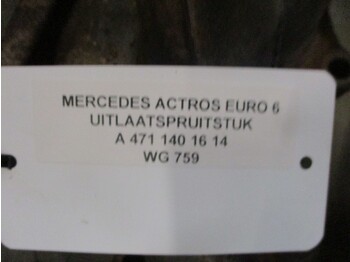 MERCEDES ACTROS EURO 6
UITLAATSPRUITSTUK
A 471 140 16 14
WG 759